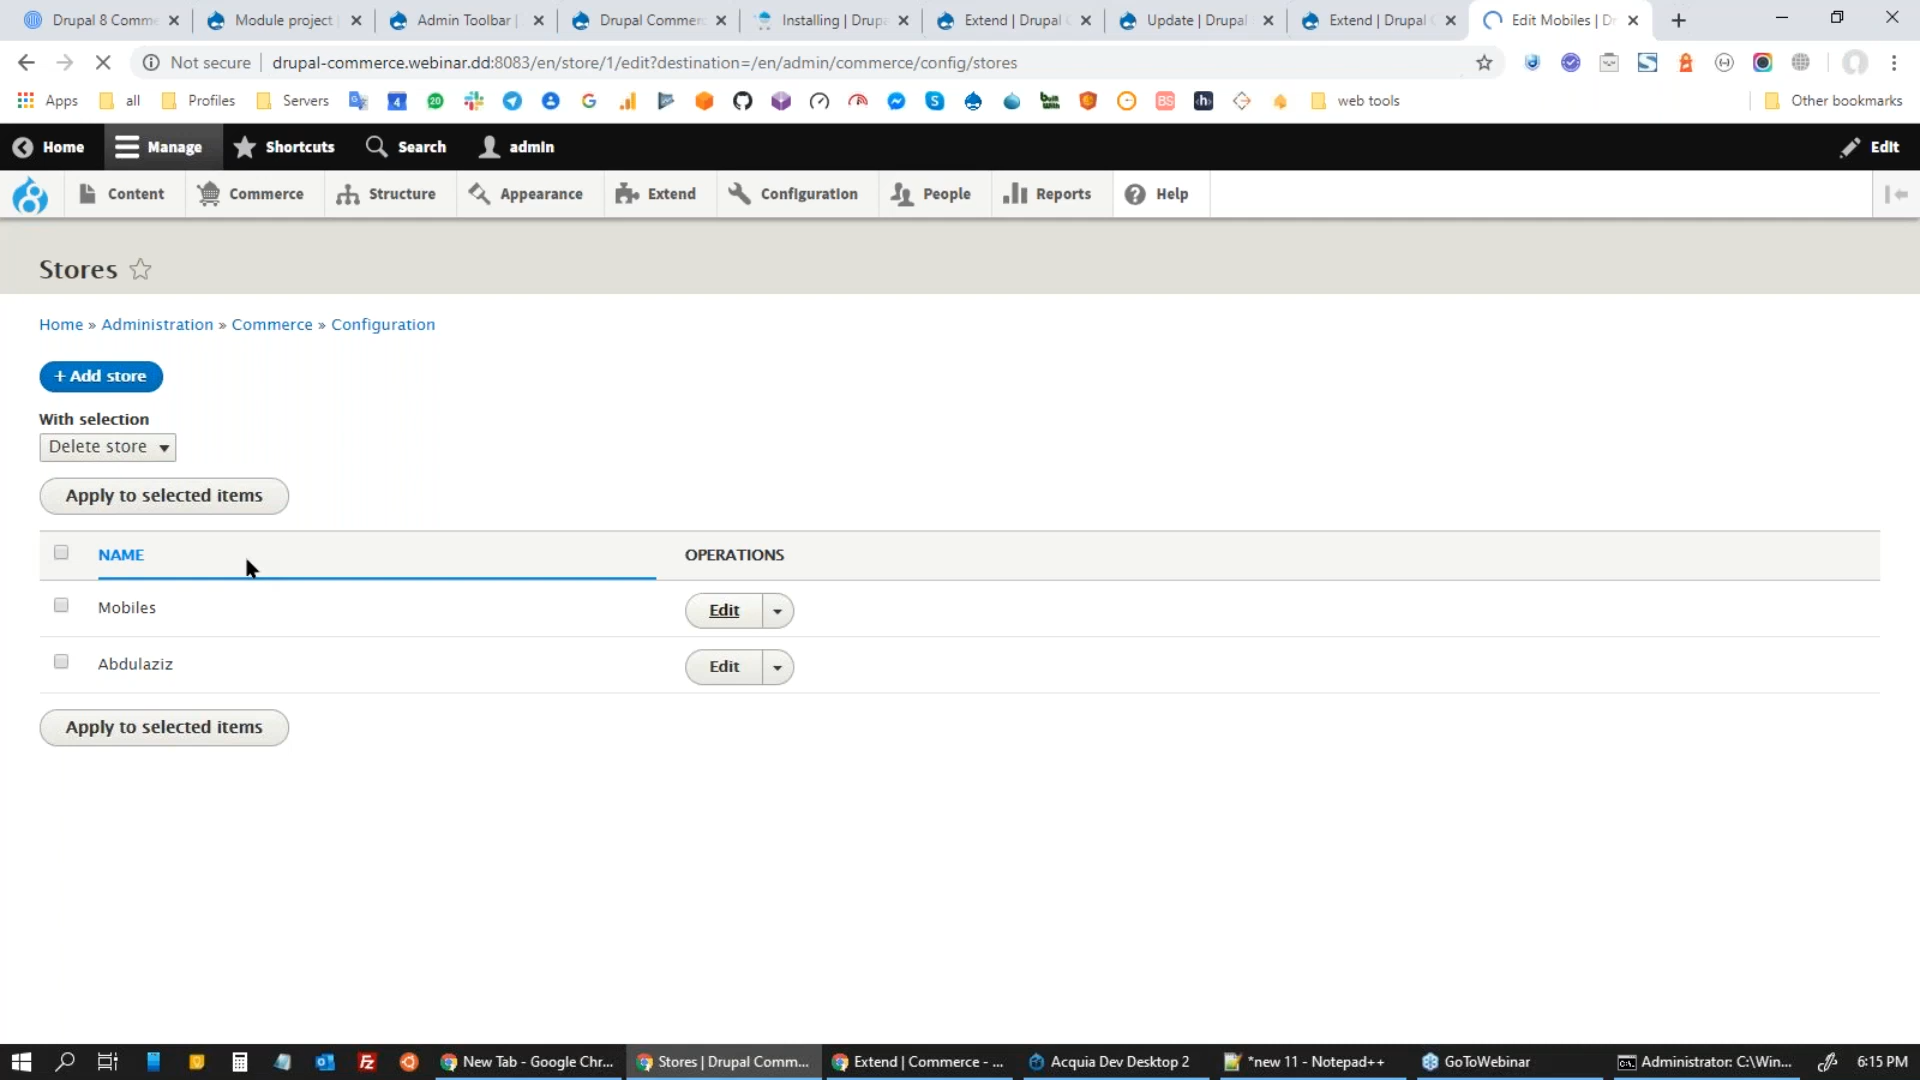 Drupal 8 Comme
Module project
Admin Toolbar |
Drupal Commerc
Installing | Drupa
Extend | Drupal C
Update | Drupal
Extend | Drupal C
Edit Mobiles | Dr
Not secure | drupal-commerce.webinar.dd:8083/en/store/1/edit?destination=/en/admin/commerce/config/stores
Apps all Profiles Servers web tools Other bookmarks
Home Manage Shortcuts Search admin Edit
Content Commerce Structure Appearance Extend Configuration People Reports Help
Stores
Home » Administration » Commerce » Configuration
+ Add store
With selection
Delete store
Apply to selected items
NAME OPERATIONS
Mobiles Edit
Abdulaziz Edit
Apply to selected items
New Tab - Google Chr... Stores | Drupal Comm... Extend | Commerce - ... Acquia Dev Desktop 2 *new 11 - Notepad++ GoToWebinar Administrator: C:\Win... 6:15 PM